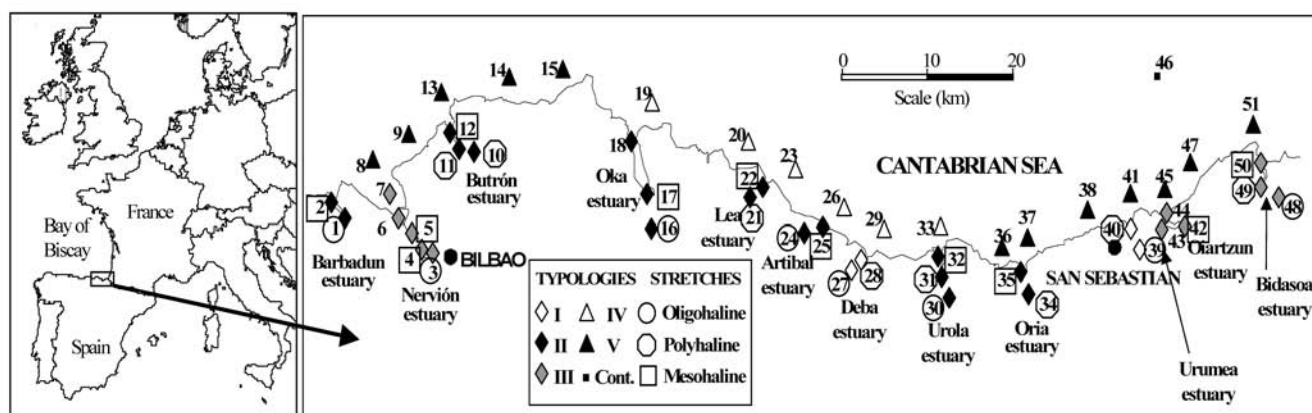 France
Bay of
Biscay
Spain
0 10 20
Scale (km)
CANTABRIAN SEA
46
13 14 15
19
51
12
9
8
11
10
Butrón
estuary
18
Oka
estuary
17
16
20
23
22
21
Lea
estuary
2
1
Barbadun
estuary
7
6
5
4
3
BILBAO
Nervión
estuary
26
29
24
25
Artibal
estuary
27
28
Deba
estuary
33
32
31
30
Urola
estuary
36
37
35
34
Oria
estuary
38
41
45
47
40
SAN SEBASTIAN
39
44
43
42
Oiartzun
estuary
50
49
48
Bidasoa
estuary
Urumea
estuary
TYPOLOGIES STRETCHES
I IV Oligohaline
II V Polyhaline
III Cont. Mesohaline